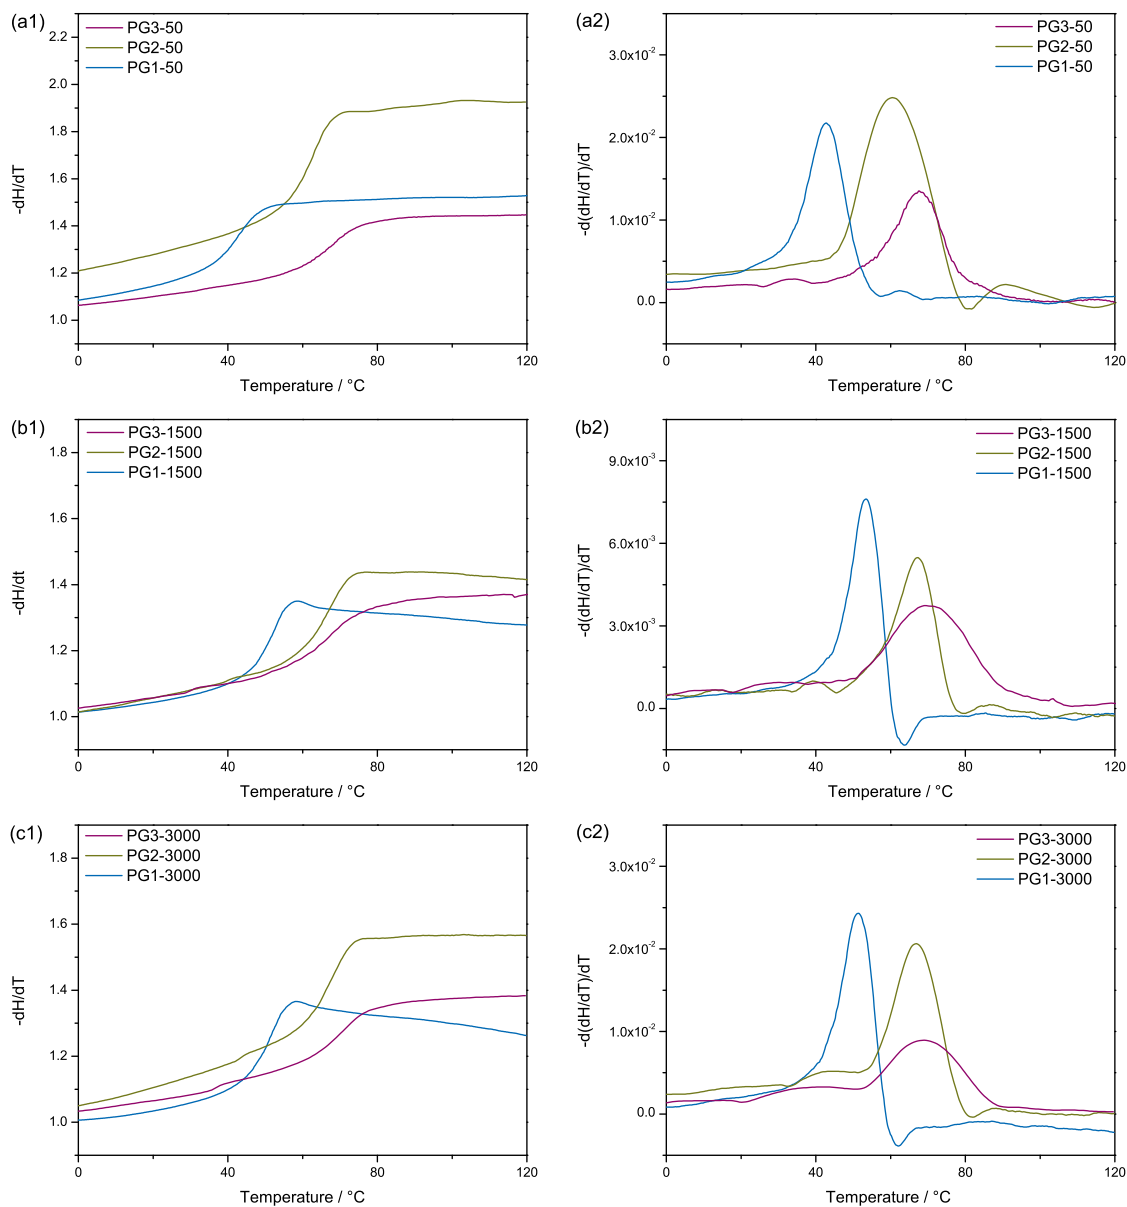 (a1)
PG3-50
PG2-50
PG1-50
2.2
2.0
1.8
1.6
1.4
1.2
1.0
-dH/dT
0
40
80
120
Temperature / °C
(a2)
PG3-50
PG2-50
PG1-50
3.0x10⁻²
2.0x10⁻²
1.0x10⁻²
0.0
-d(dH/dT)/dT
0
40
80
120
Temperature / °C
(b1)
PG3-1500
PG2-1500
PG1-1500
1.8
1.6
1.4
1.2
1.0
-dH/dt
0
40
80
120
Temperature / °C
(b2)
PG3-1500
PG2-1500
PG1-1500
9.0x10⁻³
6.0x10⁻³
3.0x10⁻³
0.0
-d(dH/dT)/dT
0
40
80
120
Temperature / °C
(c1)
PG3-3000
PG2-3000
PG1-3000
1.8
1.6
1.4
1.2
1.0
-dH/dT
0
40
80
120
Temperature / °C
(c2)
PG3-3000
PG2-3000
PG1-3000
3.0x10⁻²
2.0x10⁻²
1.0x10⁻²
0.0
-d(dH/dT)/dT
0
40
80
120
Temperature / °C